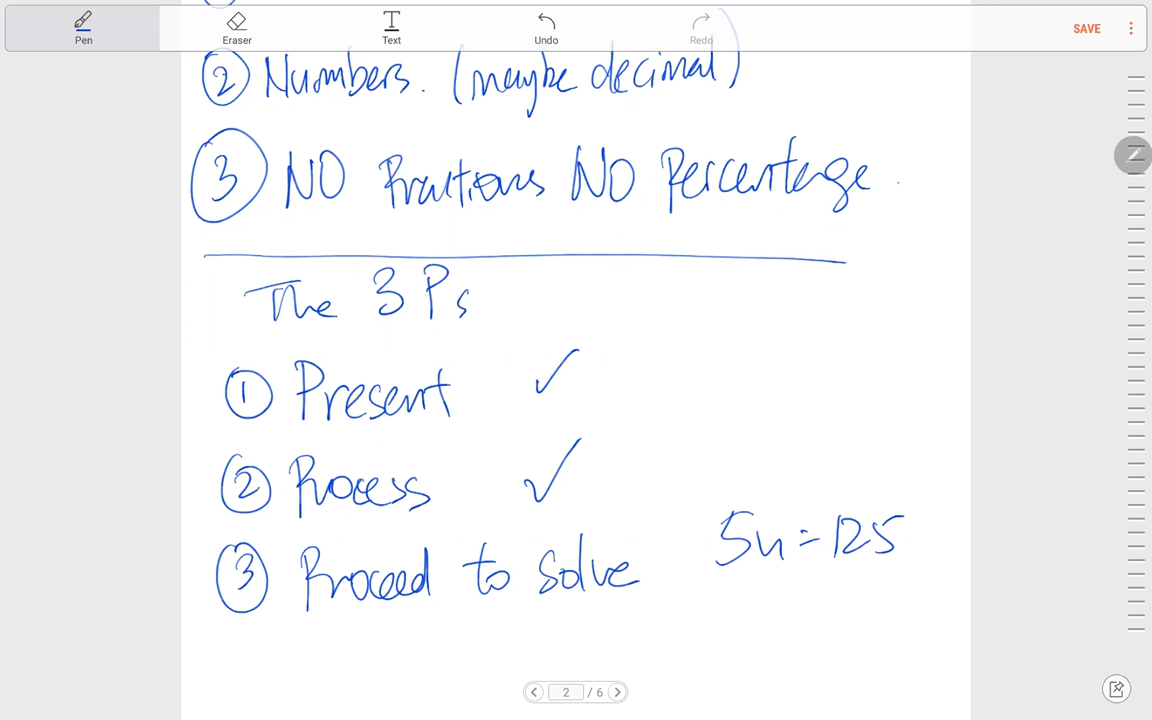 Pen Eraser Text Undo Redo SAVE
② Numbers. (maybe decimal)
③ NO Fractions NO Percentage.
The 3 Ps
① Present ✓
② Process ✓
③ Proceed to solve
5u = 125
2 / 6